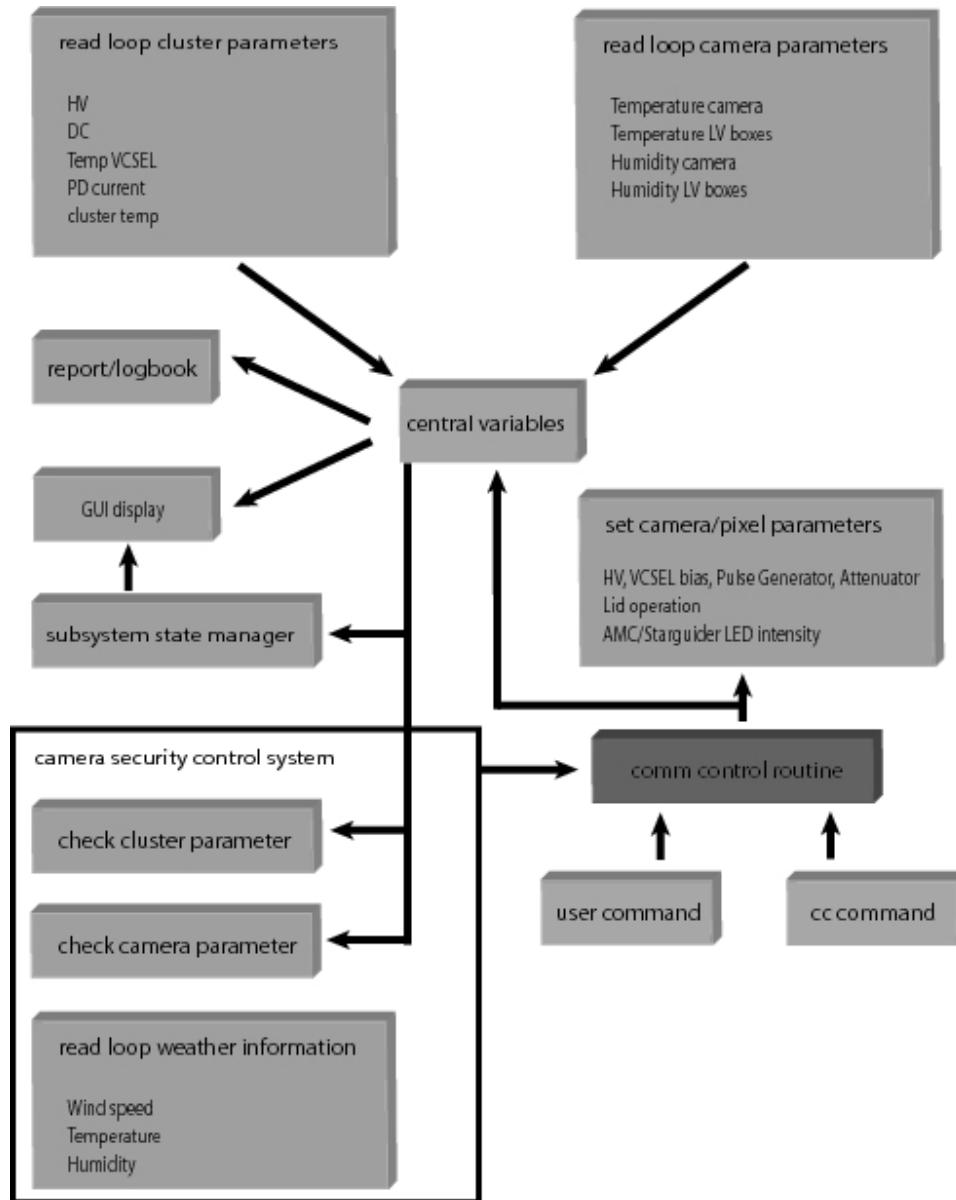 read loop cluster parameters
HV
DC
Temp VCSEL
PD current
cluster temp
read loop camera parameters
Temperature camera
Temperature LV boxes
Humidity camera
Humidity LV boxes
report/logbook
central variables
GUI display
set camera/pixel parameters
HV, VCSEL bias, Pulse Generator, Attenuator
Lid operation
AMC/Starguider LED intensity
subsystem state manager
camera security control system
comm control routine
check cluster parameter
user command
cc command
check camera parameter
read loop weather information
Wind speed
Temperature
Humidity